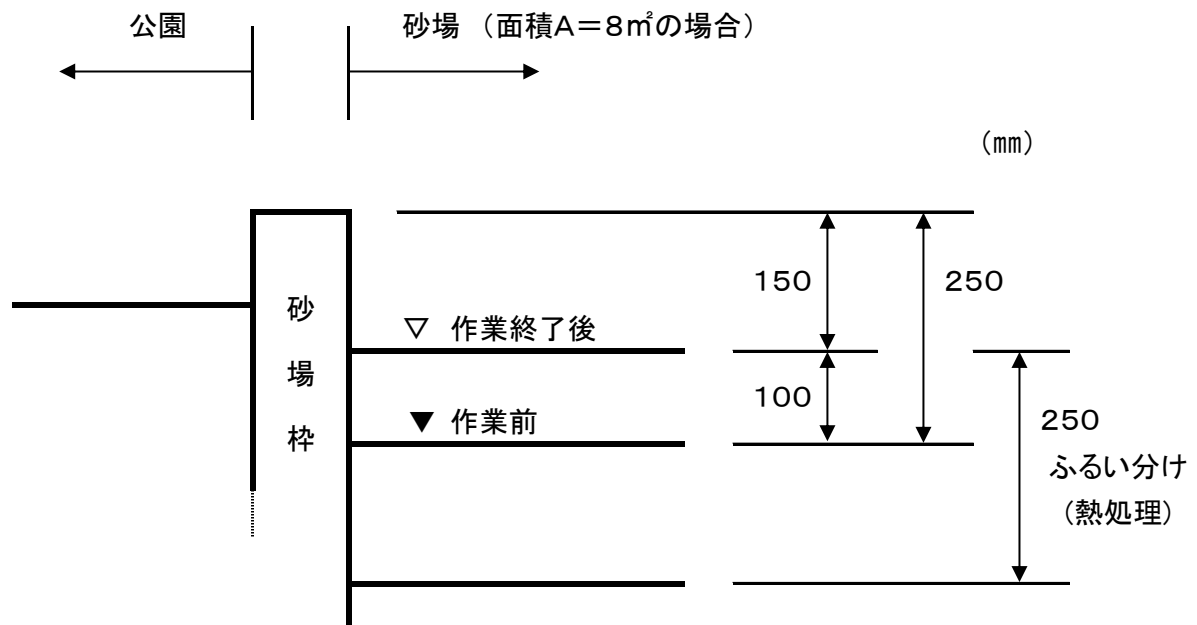 公園
砂場 (面積A=8㎡の場合)
(㎜)
150
250
砂
場
枠
▽ 作業終了後
100
▼ 作業前
250
ふるい分け
(熱処理)